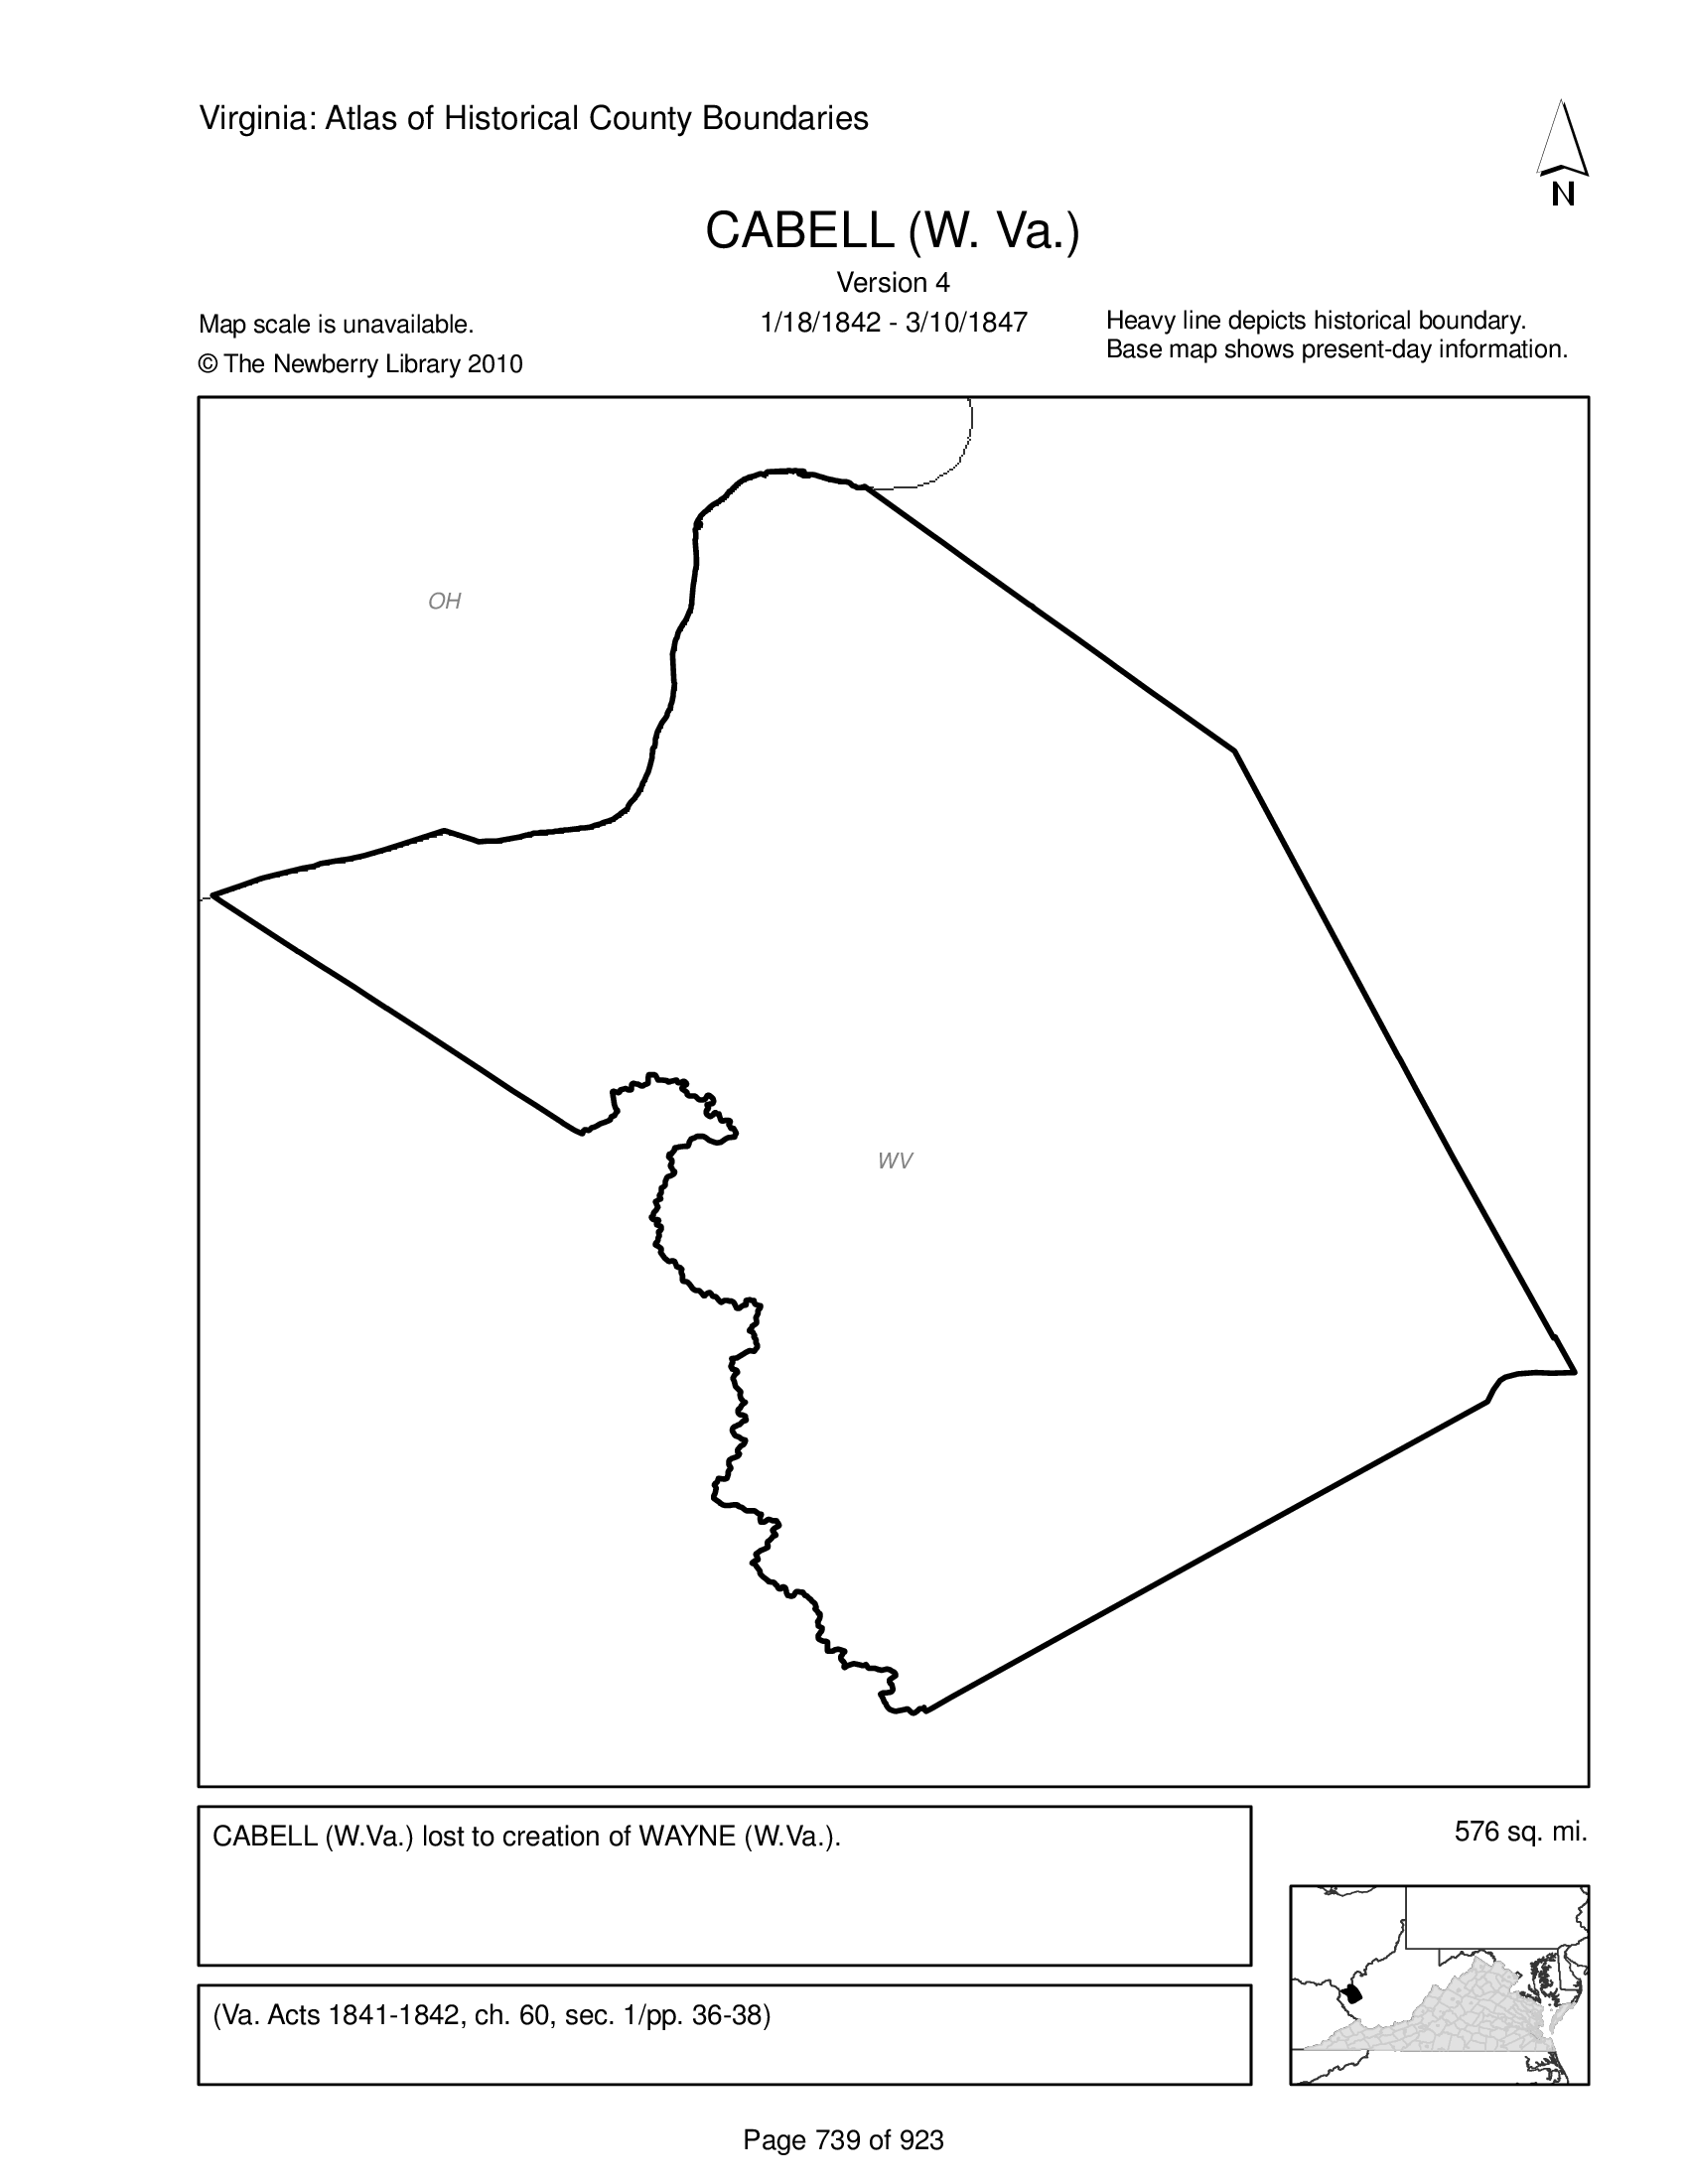 Virginia: Atlas of Historical County Boundaries
N
CABELL (W. Va.)
Version 4
Map scale is unavailable.
1/18/1842 - 3/10/1847
Heavy line depicts historical boundary.
© The Newberry Library 2010
Base map shows present-day information.
OH
WV
CABELL (W.Va.) lost to creation of WAYNE (W.Va.).
576 sq. mi.
(Va. Acts 1841-1842, ch. 60, sec. 1/pp. 36-38)
Page 739 of 923